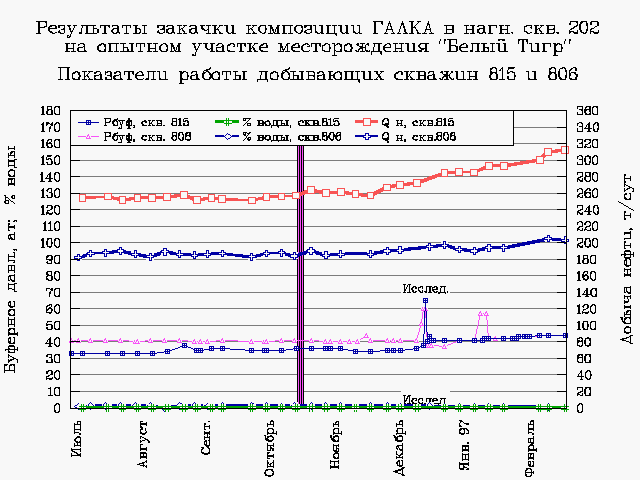 Результаты закачки композиции ГАЛКА в нагн. скв. 202
на опытном участке месторождения "Белый Тигр"
Показатели работы добывающих скважин 815 и 806
Рбуф, скв. 815
% воды, скв.815
Q н, скв.815
Рбуф, скв. 806
% воды, скв.806
Q н, скв.806
Буферное давл., ат; % воды
180
170
160
150
140
130
120
110
100
90
80
70
60
50
40
30
20
10
0
360
340
320
300
280
260
240
220
200
180
160
140
120
100
80
60
40
20
0
Добыча нефти, т/сут
Исслед.
Исслед
Июль
Август
Сент.
Октябрь
Ноябрь
Декабрь
Янв. 97
Февраль